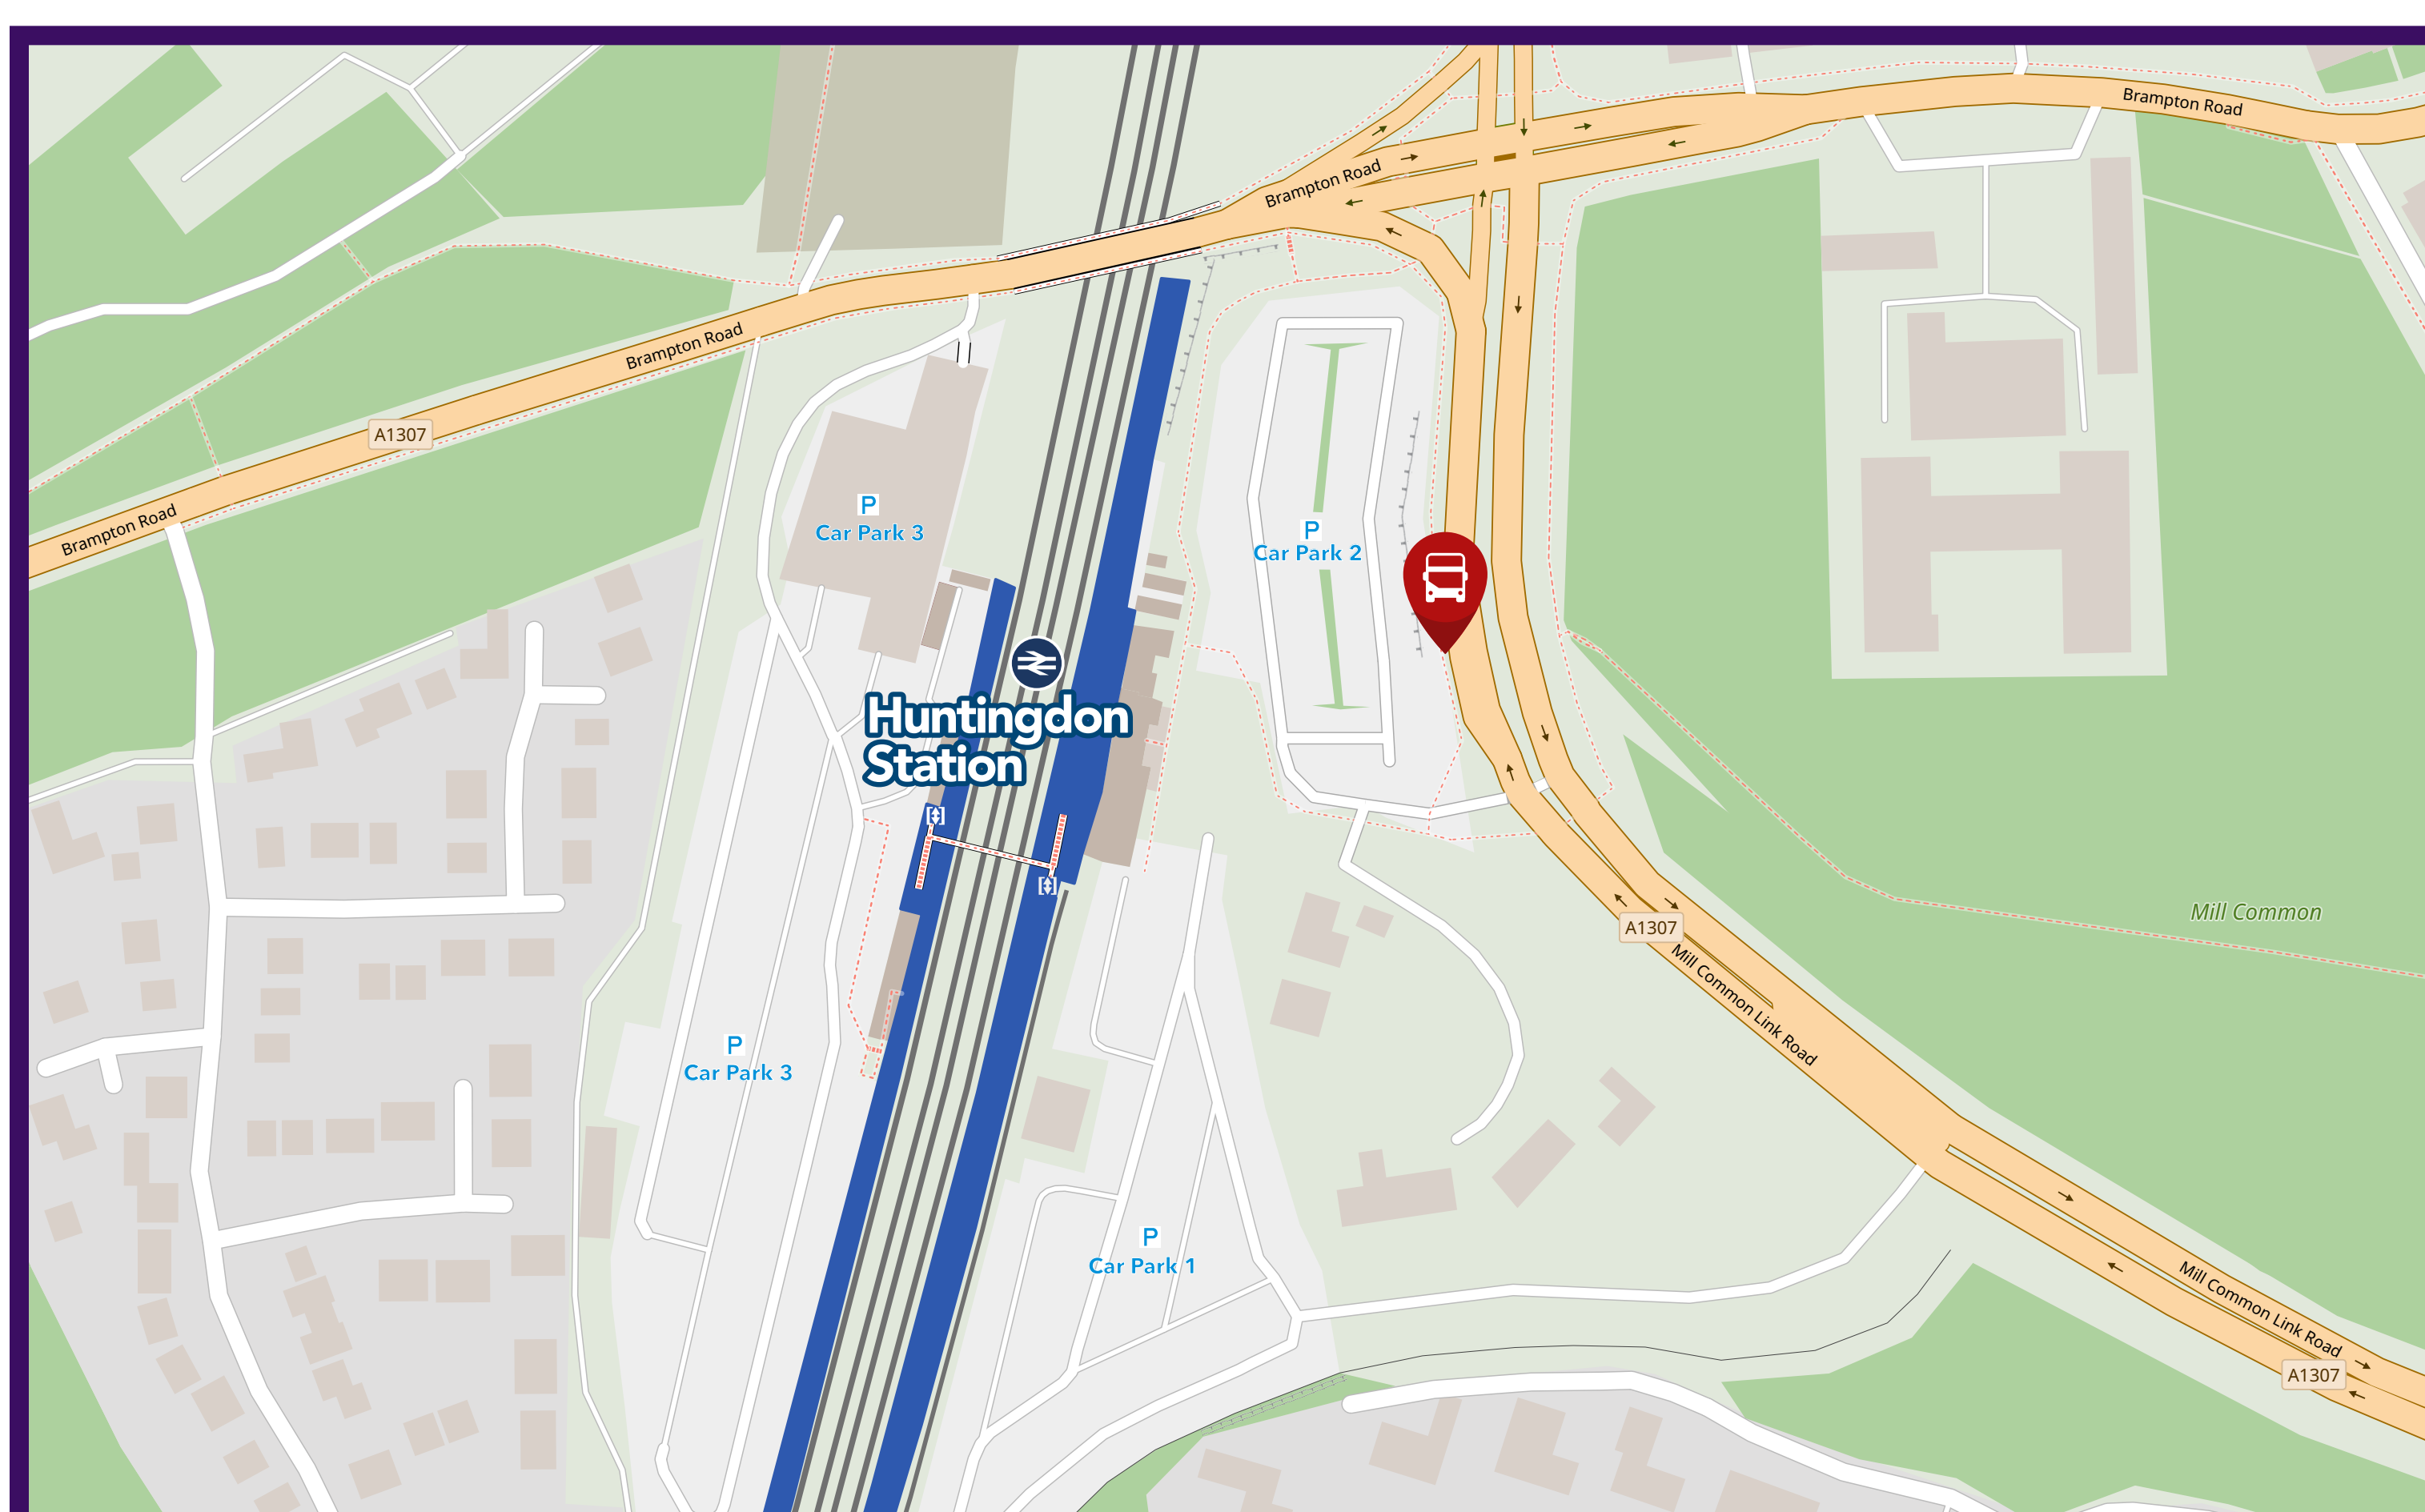 Brampton Road
Brampton Road
Brampton Road
A1307
Brampton Road
P
Car Park 3
P
Car Park 2
Huntingdon
Station
A1307
Mill Common
Mill Common Link Road
P
Car Park 3
P
Car Park 1
Mill Common Link Road
A1307